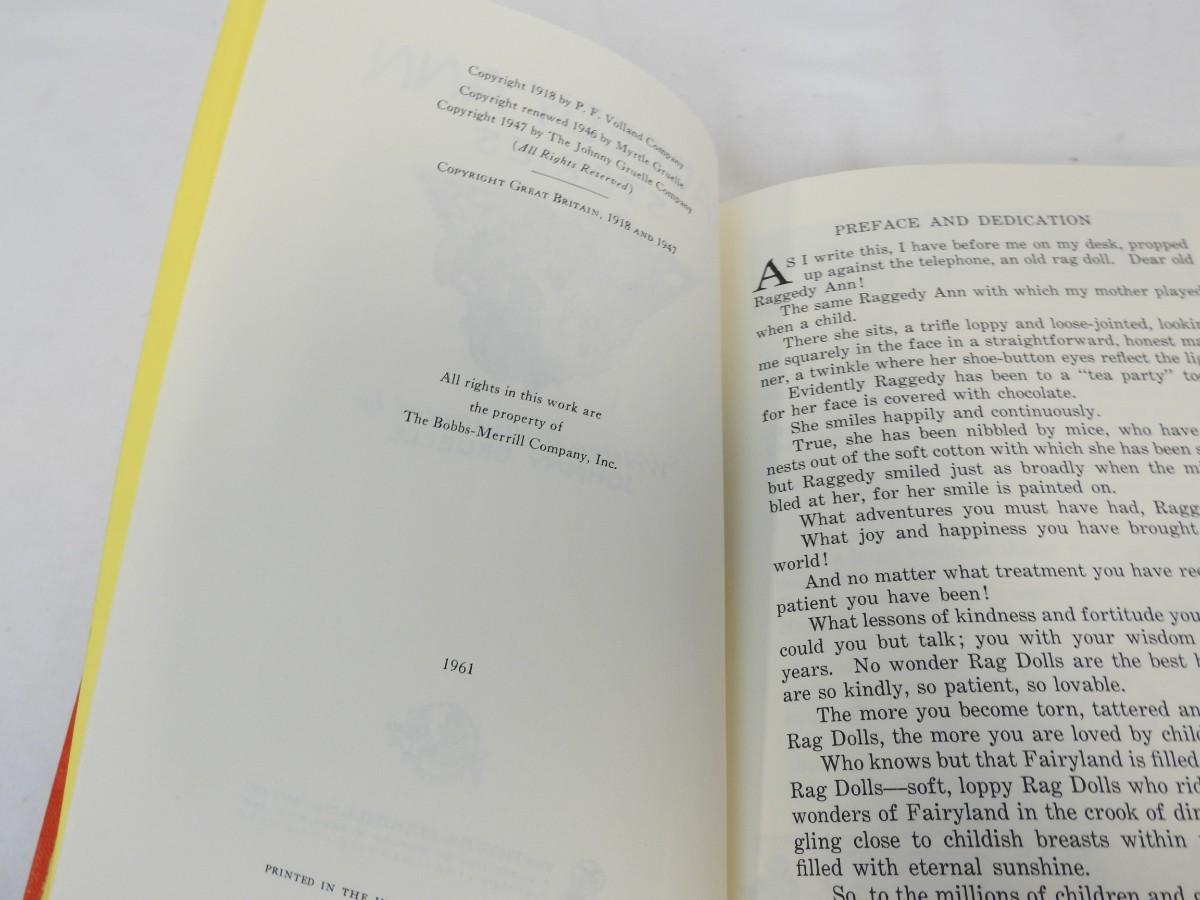 Copyright 1918 by P. F. Volland Company
Copyright renewed 1946 by Myrtle Gruelle
Copyright 1947 by The Johnny Gruelle Company
(All Rights Reserved)
COPYRIGHT GREAT BRITAIN, 1918 AND 1947
All rights in this work are
the property of
The Bobbs-Merrill Company, Inc.
1961
PRINTED IN THE
PREFACE AND DEDICATION
AS I write this, I have before me on my desk, propped
up against the telephone, an old rag doll. Dear old
Raggedy Ann!
The same Raggedy Ann with which my mother played
when a child.
There she sits, a trifle loppy and loose-jointed, lookin
me squarely in the face in a straightforward, honest ma
ner, a twinkle where her shoe-button eyes reflect the lig
Evidently Raggedy has been to a “tea party” to
for her face is covered with chocolate.
She smiles happily and continuously.
True, she has been nibbled by mice, who have
nests out of the soft cotton with which she has been s
but Raggedy smiled just as broadly when the mi
bled at her, for her smile is painted on.
What adventures you must have had, Ragg
What joy and happiness you have brought
world!
And no matter what treatment you have rec
patient you have been!
What lessons of kindness and fortitude you
could you but talk; you with your wisdom
years. No wonder Rag Dolls are the best b
are so kindly, so patient, so lovable.
The more you become torn, tattered an
Rag Dolls, the more you are loved by child
Who knows but that Fairyland is filled
Rag Dolls—soft, loppy Rag Dolls who rid
wonders of Fairyland in the crook of dim
gling close to childish breasts within
filled with eternal sunshine.
So, to the millions of children and